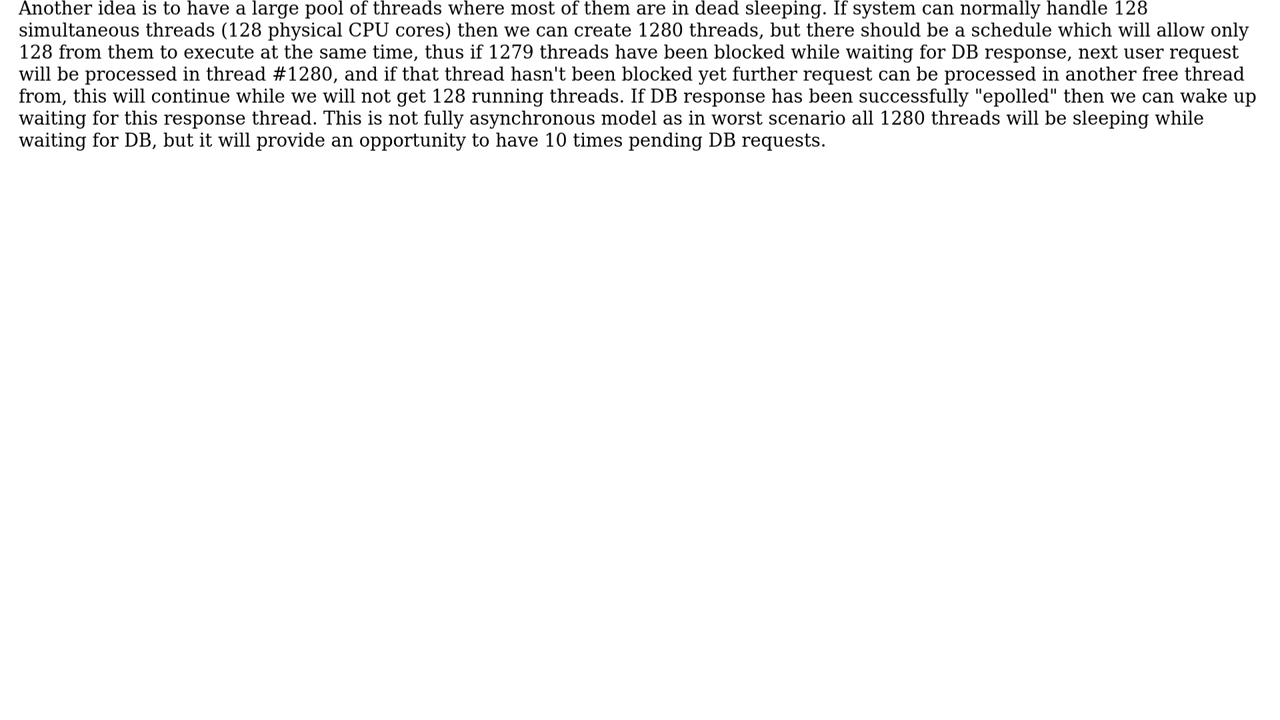 Another idea is to have a large pool of threads where most of them are in dead sleeping. If system can normally handle 128
simultaneous threads (128 physical CPU cores) then we can create 1280 threads, but there should be a schedule which will allow only
128 from them to execute at the same time, thus if 1279 threads have been blocked while waiting for DB response, next user request
will be processed in thread #1280, and if that thread hasn't been blocked yet further request can be processed in another free thread
from, this will continue while we will not get 128 running threads. If DB response has been successfully "epolled" then we can wake up
waiting for this response thread. This is not fully asynchronous model as in worst scenario all 1280 threads will be sleeping while
waiting for DB, but it will provide an opportunity to have 10 times pending DB requests.